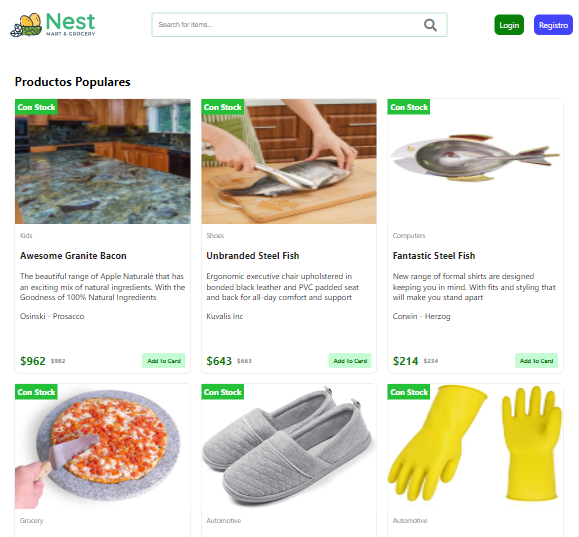 Nest
MART & GROCERY
Search for items...
Login
Registro
Productos Populares
Con Stock
Con Stock
Con Stock
Kids
Shoes
Computers
Awesome Granite Bacon
Unbranded Steel Fish
Fantastic Steel Fish
The beautiful range of Apple Naturalé that has
an exciting mix of natural ingredients. With the
Goodness of 100% Natural Ingredients
Ergonomic executive chair upholstered in
bonded black leather and PVC padded seat
and back for all-day comfort and support
New range of formal shirts are designed
keeping you in mind. With fits and styling that
will make you stand apart
Osinski - Prosacco
Kuvalis Inc
Corwin - Herzog
$962 $982 Add To Card
$643 $663 Add To Card
$214 $234 Add To Card
Con Stock
Con Stock
Con Stock
Grocery
Automotive
Automotive